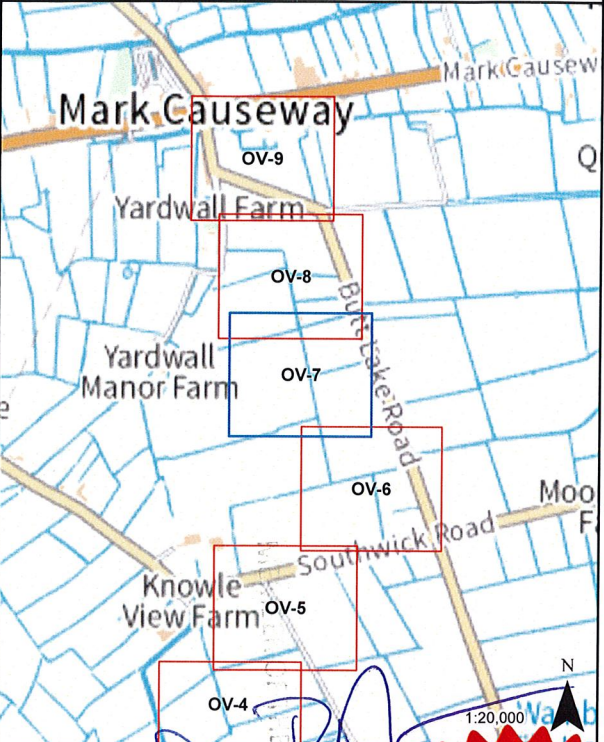 Mark Causew
Mark Causeway
OV-9
Q
Yardwall Farm
OV-8
Butt Lake Road
Yardwall
Manor Farm
OV-7
e
OV-6
Moo
F
Southwick Road
Knowle
View Farm
OV-5
OV-4
N
1:20,000